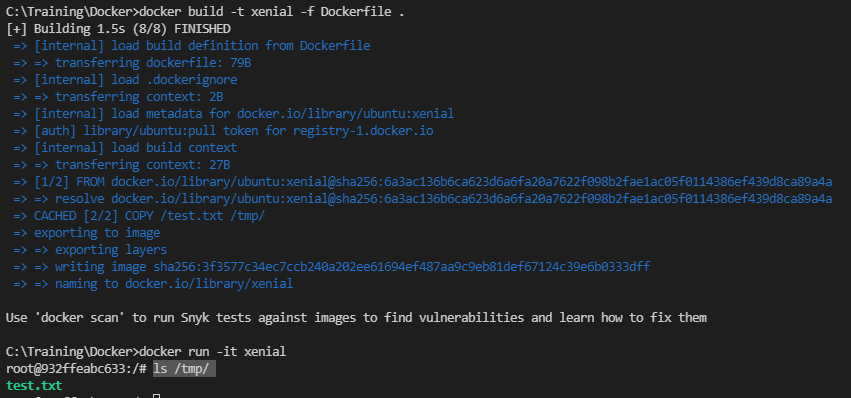 C:\Training\Docker>docker build -t xenial -f Dockerfile .
[+] Building 1.5s (8/8) FINISHED
=> [internal] load build definition from Dockerfile
=> => transferring dockerfile: 79B
=> [internal] load .dockerignore
=> => transferring context: 2B
=> [internal] load metadata for docker.io/library/ubuntu:xenial
=> [auth] library/ubuntu:pull token for registry-1.docker.io
=> [internal] load build context
=> => transferring context: 27B
=> [1/2] FROM docker.io/library/ubuntu:xenial@sha256:6a3ac136b6ca623d6a6fa20a7622f098b2fae1ac05f0114386ef439d8ca89a4a
=> => resolve docker.io/library/ubuntu:xenial@sha256:6a3ac136b6ca623d6a6fa20a7622f098b2fae1ac05f0114386ef439d8ca89a4a
=> CACHED [2/2] COPY /test.txt /tmp/
=> exporting to image
=> => exporting layers
=> => writing image sha256:3f3577c34ec7ccb240a202ee61694ef487aa9c9eb81def67124c39e6b0333dff
=> => naming to docker.io/library/xenial
Use 'docker scan' to run Snyk tests against images to find vulnerabilities and learn how to fix them
C:\Training\Docker>docker run -it xenial
root@932ffeabc633:/# ls /tmp/
test.txt